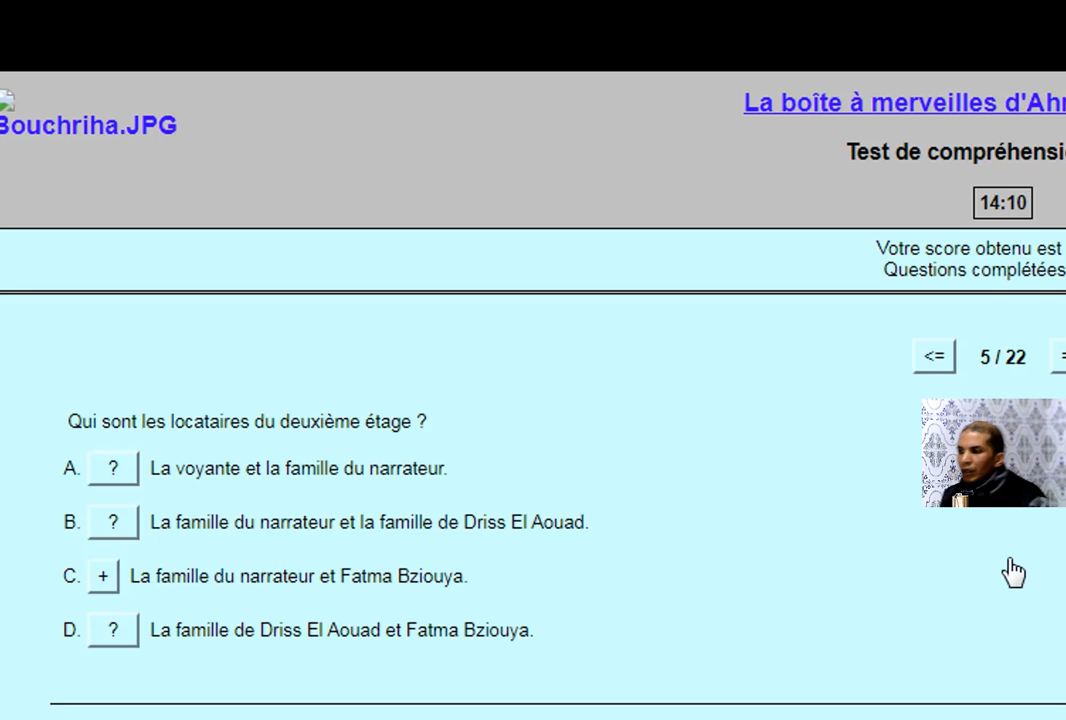 Bouchriha.JPG
La boîte à merveilles d'Ah
Test de compréhensi
14:10
Votre score obtenu est
Questions complétées
<= 5 / 22
Qui sont les locataires du deuxième étage ?
A. ? La voyante et la famille du narrateur.
B. ? La famille du narrateur et la famille de Driss El Aouad.
C. + La famille du narrateur et Fatma Bziouya.
D. ? La famille de Driss El Aouad et Fatma Bziouya.